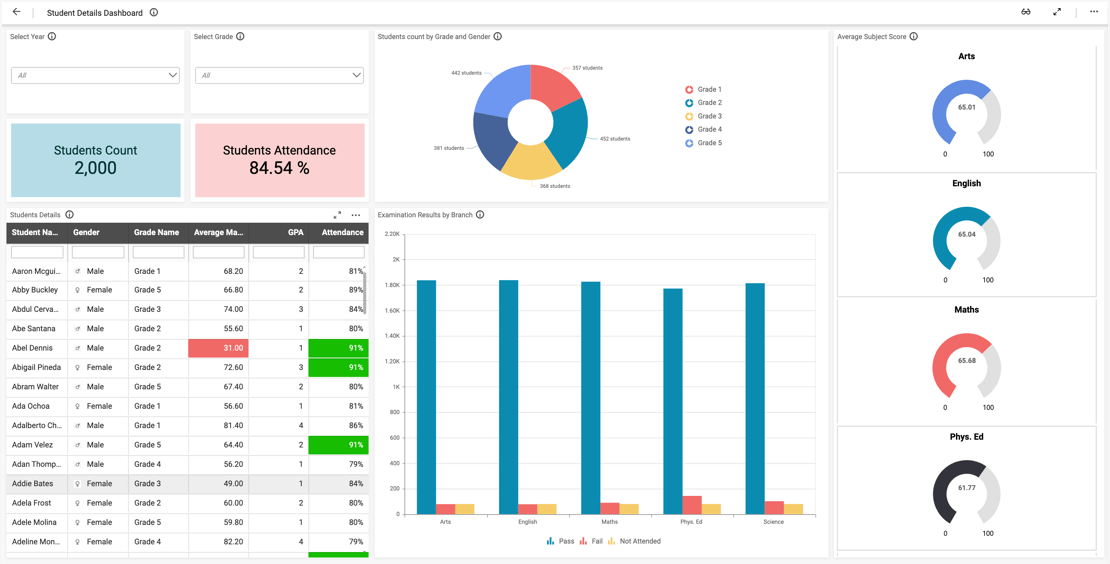 Student Details Dashboard
Select Year
All
Select Grade
All
Students Count
2,000
Students Attendance
84.54 %
Students count by Grade and Gender
442 students
357 students
452 students
381 students
368 students
Grade 1
Grade 2
Grade 3
Grade 4
Grade 5
Average Subject Score
Arts
65.01
0 100
English
65.04
0 100
Maths
65.68
0 100
Phys. Ed
61.77
0 100
Students Details
Student Na... Gender Grade Name Average Ma... GPA Attendance
Aaron Mcgui... Male Grade 1 68.20 2 81%
Abby Buckley Female Grade 5 66.80 2 89%
Abdul Cerva... Male Grade 3 74.00 3 84%
Abe Santana Male Grade 2 55.60 1 80%
Abel Dennis Male Grade 2 31.00 1 91%
Abigail Pineda Female Grade 2 72.60 3 91%
Abram Walter Male Grade 5 67.40 2 80%
Ada Ochoa Female Grade 1 56.60 1 81%
Adalberto Ch... Male Grade 1 81.40 4 86%
Adam Velez Male Grade 5 64.40 2 91%
Adan Thomp... Male Grade 4 56.20 1 79%
Addie Bates Female Grade 3 49.00 1 84%
Adela Frost Female Grade 2 60.00 2 80%
Adele Molina Female Grade 5 59.80 1 80%
Adeline Mon... Female Grade 4 82.20 4 79%
Examination Results by Branch
2.20K
2K
1.80K
1.60K
1.40K
1.20K
1K
800
600
400
200
0
Arts English Maths Phys. Ed Science
Pass Fail Not Attended